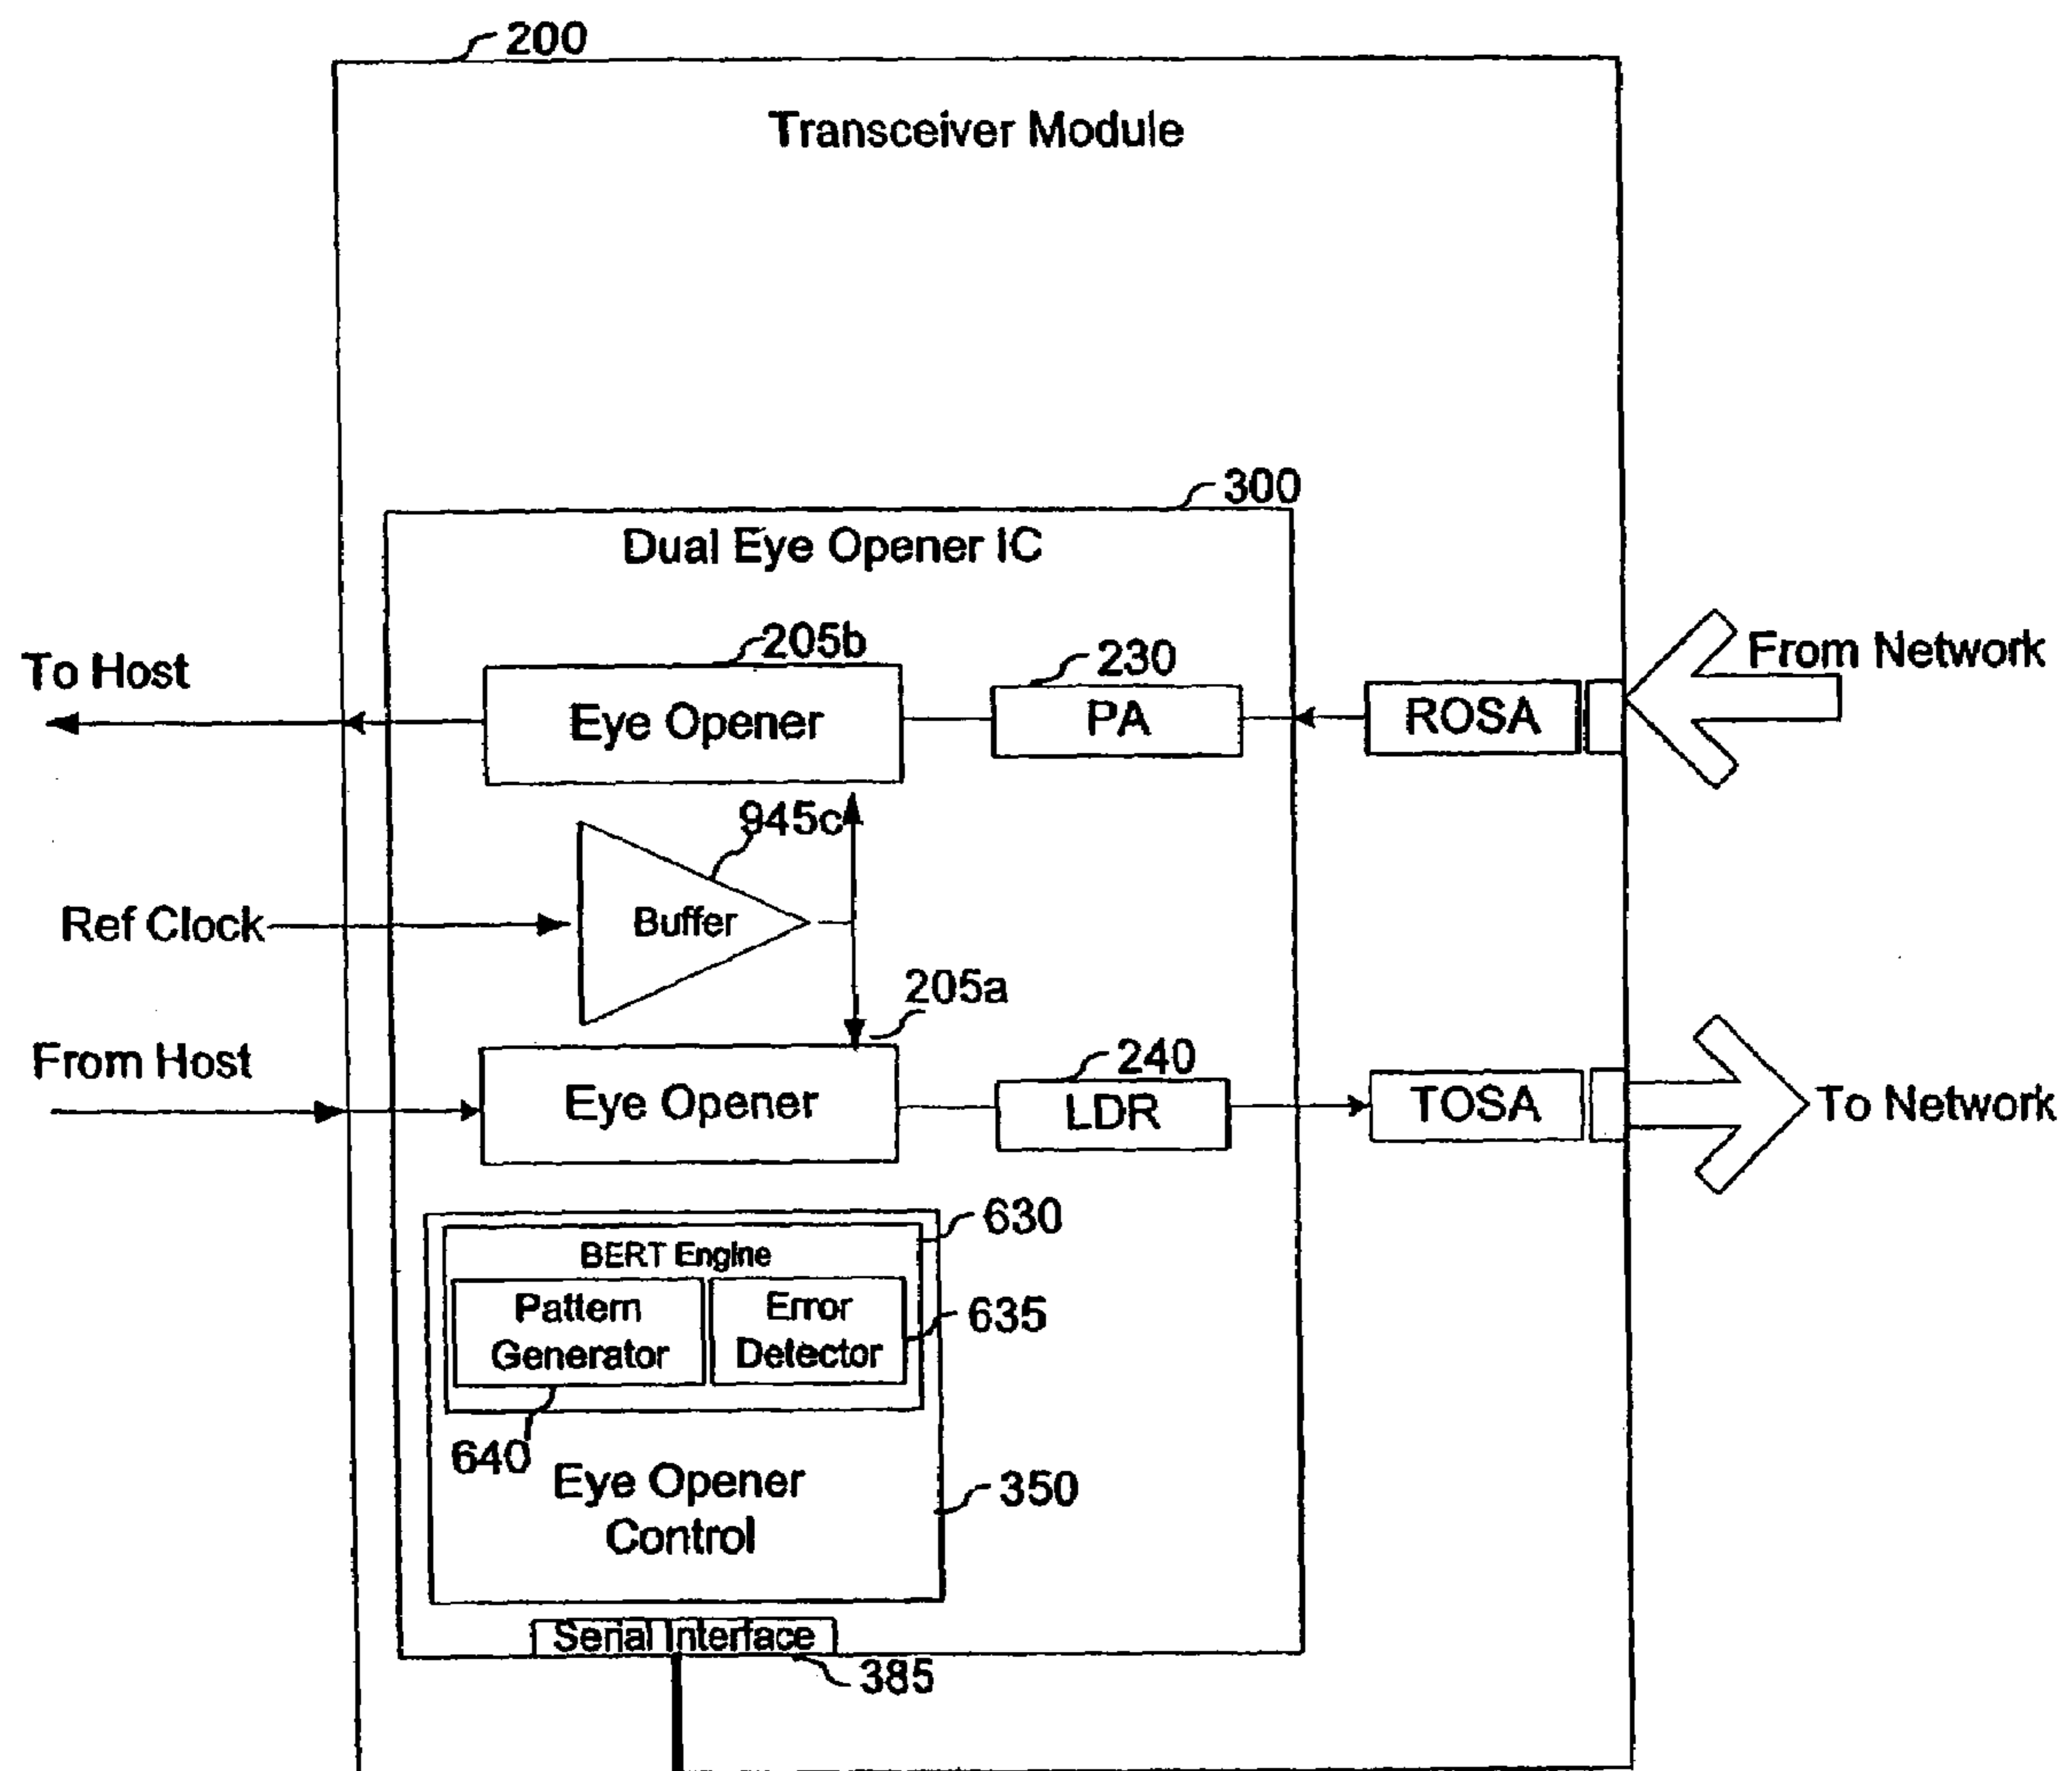 200
Transceiver Module
300
Dual Eye Opener IC
205b
230
To Host
From Network
Eye Opener
PA
ROSA
945c
Ref Clock
Buffer
205a
From Host
240
Eye Opener
LDR
TOSA
To Network
630
BERT Engine
Pattern
Generator
Error
Detector
635
640
Eye Opener
Control
350
Serial Interface
385